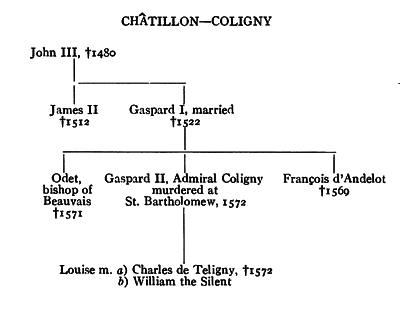 CHÂTILLON—COLIGNY
John III, †1480
James II
†1512
Gaspard I, married
†1522
Odet,
bishop of
Beauvais
†1571
Gaspard II, Admiral Coligny
murdered at
St. Bartholomew, 1572
François d'Andelot
†1569
Louise m. a) Charles de Teligny, †1572
b) William the Silent